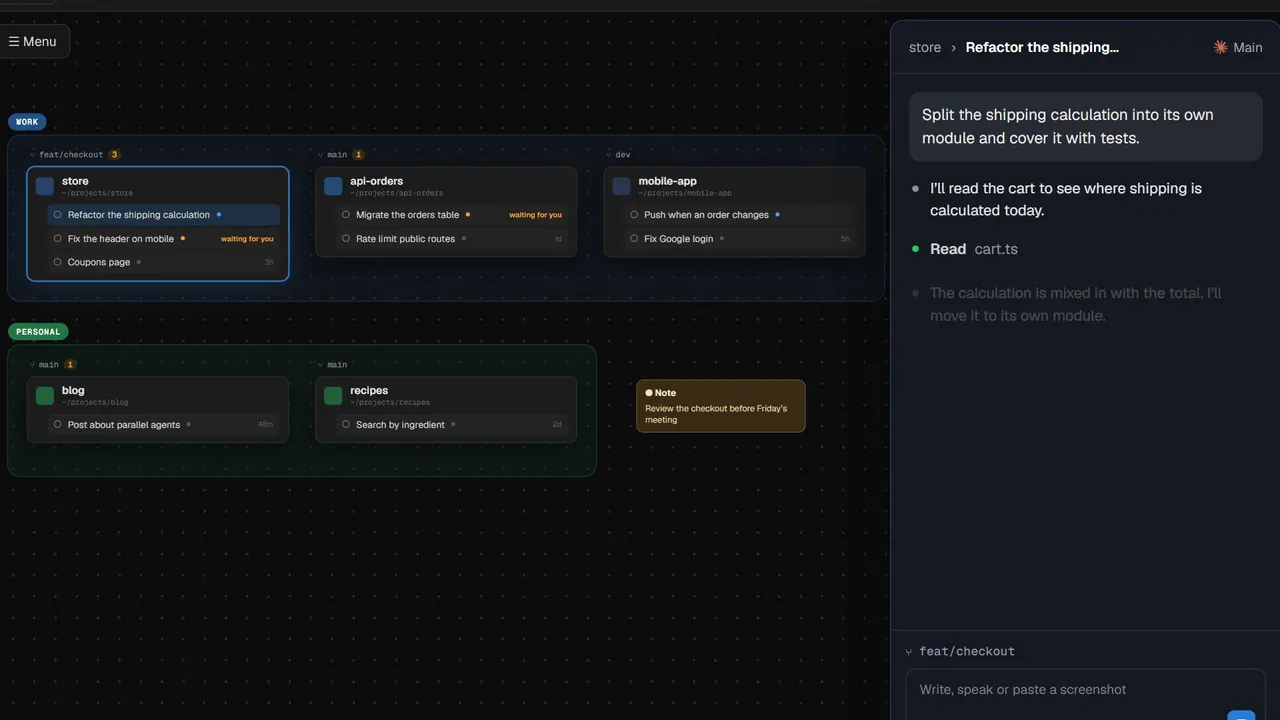 ☰ Menu
WORK
feat/checkout 3
store
~/projects/store
Refactor the shipping calculation
Fix the header on mobile waiting for you
Coupons page 3h
main 1
api-orders
~/projects/api-orders
Migrate the orders table waiting for you
Rate limit public routes 1d
dev
mobile-app
~/projects/mobile-app
Push when an order changes
Fix Google login 5h
PERSONAL
main 1
blog
~/projects/blog
Post about parallel agents 48m
main
recipes
~/projects/recipes
Search by ingredient 2d
Note
Review the checkout before Friday's
meeting
store › Refactor the shipping... Main
Split the shipping calculation into its own
module and cover it with tests.
I'll read the cart to see where shipping is
calculated today.
Read cart.ts
The calculation is mixed in with the total. I'll
move it to its own module.
feat/checkout
Write, speak or paste a screenshot